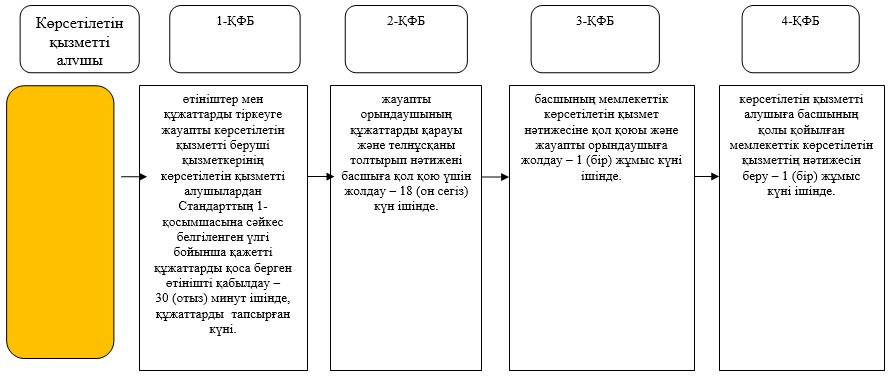 Көрсетілетін
қызметті
алушы
1-ҚФБ
2-ҚФБ
3-ҚФБ
4-ҚФБ
өтініштер мен
құжаттарды тіркеуге
жауапты көрсетілетін
қызметті беруші
қызметкерінің
көрсетілетін қызметті
алушылардан
Стандарттың 1-
қосымшасына сәйкес
белгіленген үлгі
бойынша қажетті
құжаттарды қоса берген
өтінішті қабылдау –
30 (отыз) минут ішінде,
құжаттарды тапсырған
күні.
жауапты
орындаушының
құжаттарды қарауы
және телнұсқаны
толтырып нәтижені
басшыға қол қою үшін
жолдау – 18 (он сегіз)
күн ішінде.
басшының мемлекеттік
көрсетілетін қызмет
нәтижесіне қол қоюы және
жауапты орындаушыға
жолдау – 1 (бір) жұмыс күні
ішінде.
көрсетілетін қызметті
алушыға басшының
қолы қойылған
мемлекеттік көрсетілетін
қызметтің нәтижесін
беру – 1 (бір) жұмыс
күні ішінде.